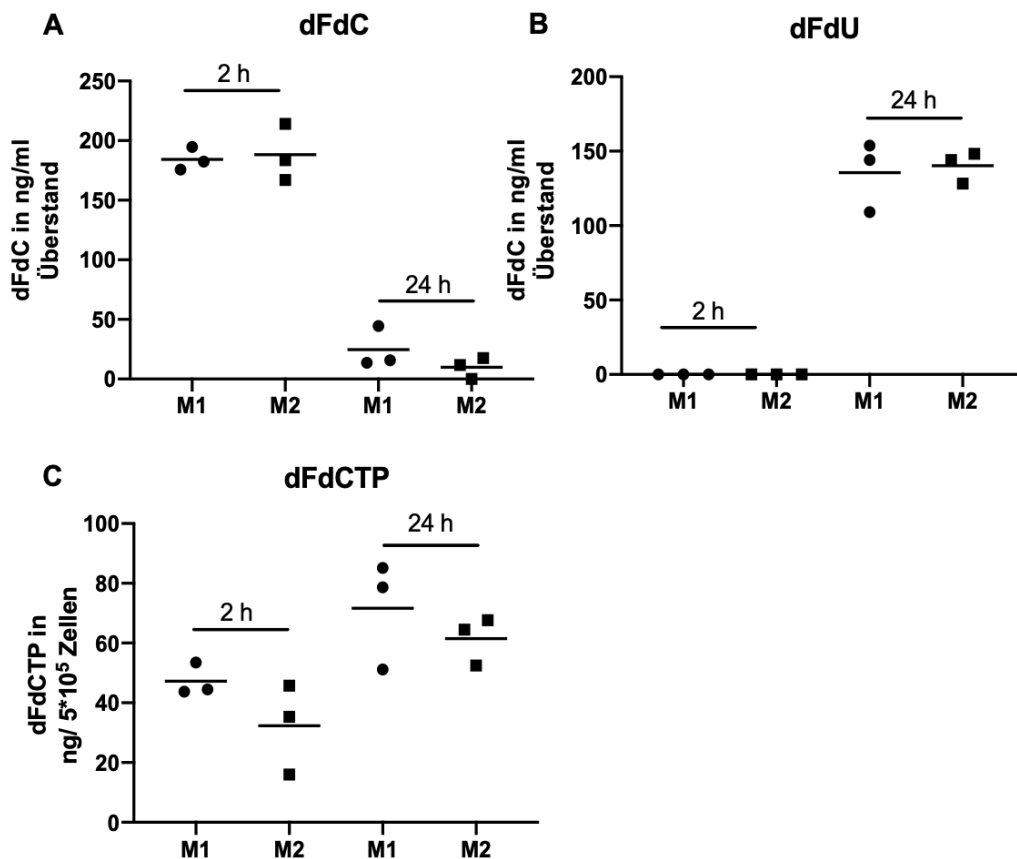 A
dFdC
dFdC in ng/ml
Überstand
250
200
150
100
50
0
2 h
24 h
M1
M2
M1
M2
B
dFdU
dFdC in ng/ml
Überstand
200
150
100
50
0
2 h
24 h
M1
M2
M1
M2
C
dFdCTP
dFdCTP in
ng/ 5*10⁵ Zellen
100
80
60
40
20
0
2 h
24 h
M1
M2
M1
M2